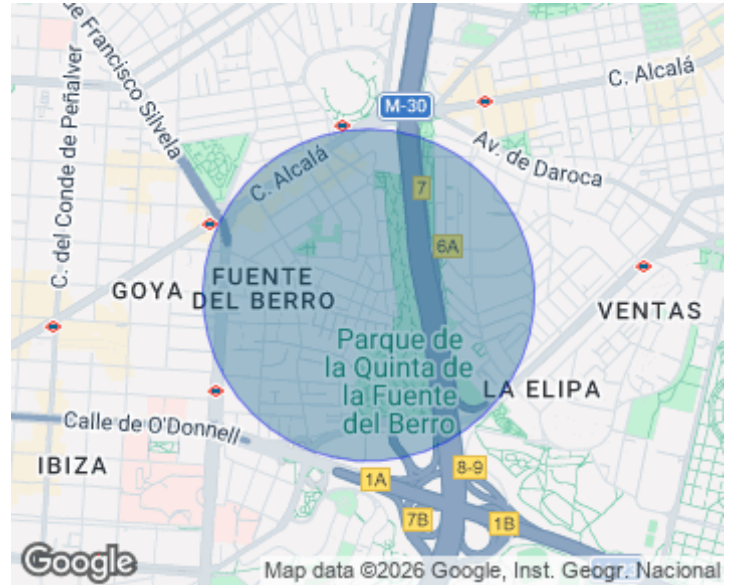 de Francisco Silvela
C. del Conde de Peñalver
M-30
C. Alcalá
Av. de Daroca
C. Alcalá
7
6A
GOYA
FUENTE
DEL BERRO
VENTAS
Parque de
la Quinta de
la Fuente
del Berro
LA ELIPA
Calle de O'Donnell
IBIZA
1A
8-9
7B
1B
Google
Map data ©2026 Google, Inst. Geogr. Nacional